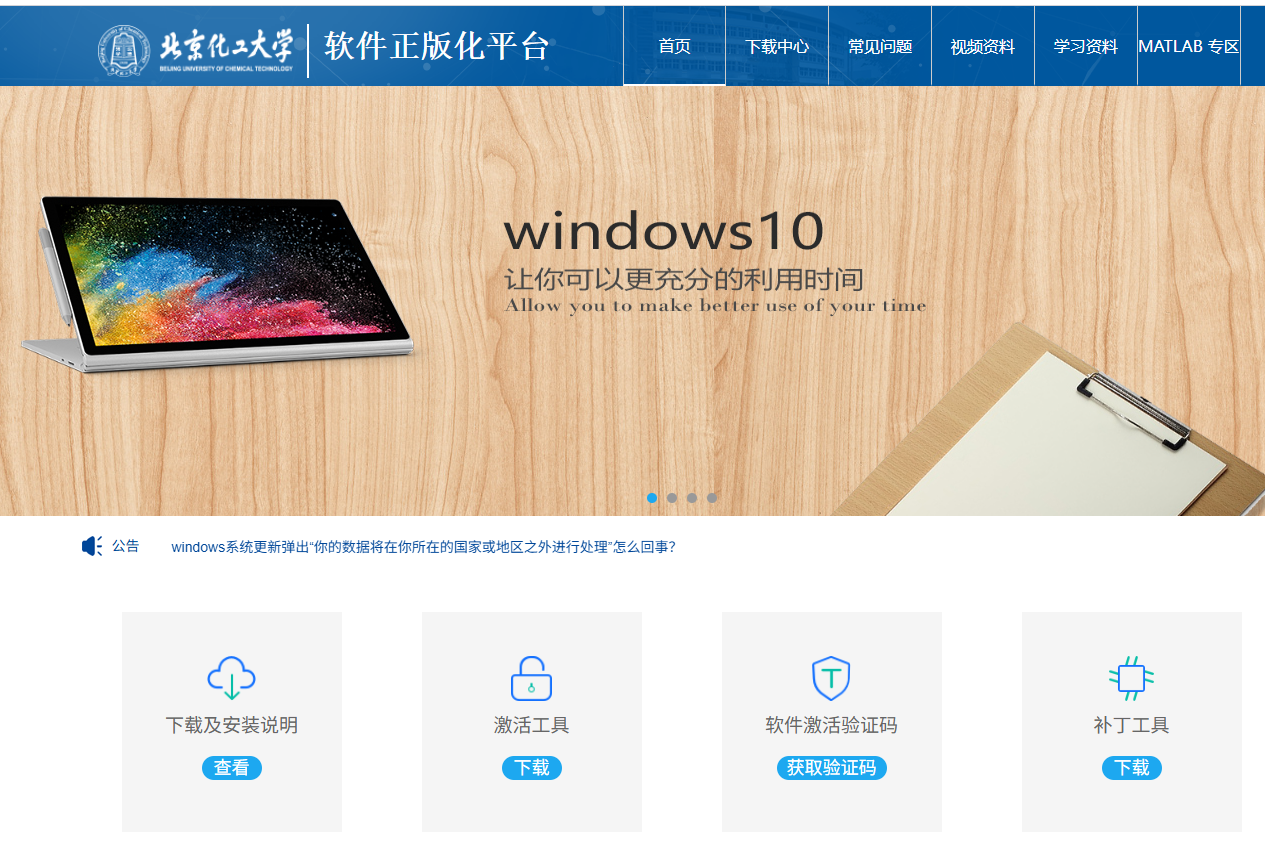 北京化工大学
BEIJING UNIVERSITY OF CHEMICAL TECHNOLOGY
软件正版化平台
首页
下载中心
常见问题
视频资料
学习资料
MATLAB 专区
windows10
让你可以更充分的利用时间
Allow you to make better use of your time
公告
windows系统更新弹出“你的数据将在你所在的国家或地区之外进行处理”怎么回事?
下载及安装说明
查看
激活工具
下载
软件激活验证码
获取验证码
补丁工具
下载